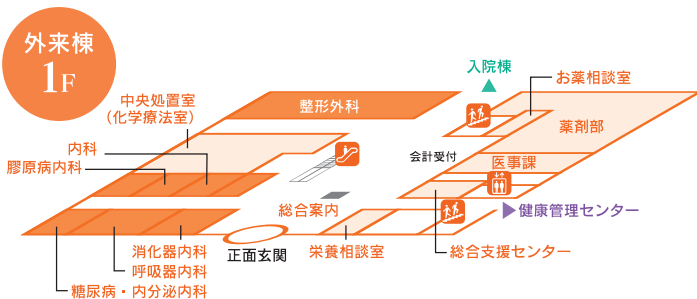 外来棟
1F
入院棟
お薬相談室
中央処置室
（化学療法室）
整形外科
薬剤部
内科
膠原病内科
会計受付
医事課
総合案内
健康管理センター
消化器内科
正面玄関
栄養相談室
総合支援センター
呼吸器内科
糖尿病・内分泌内科